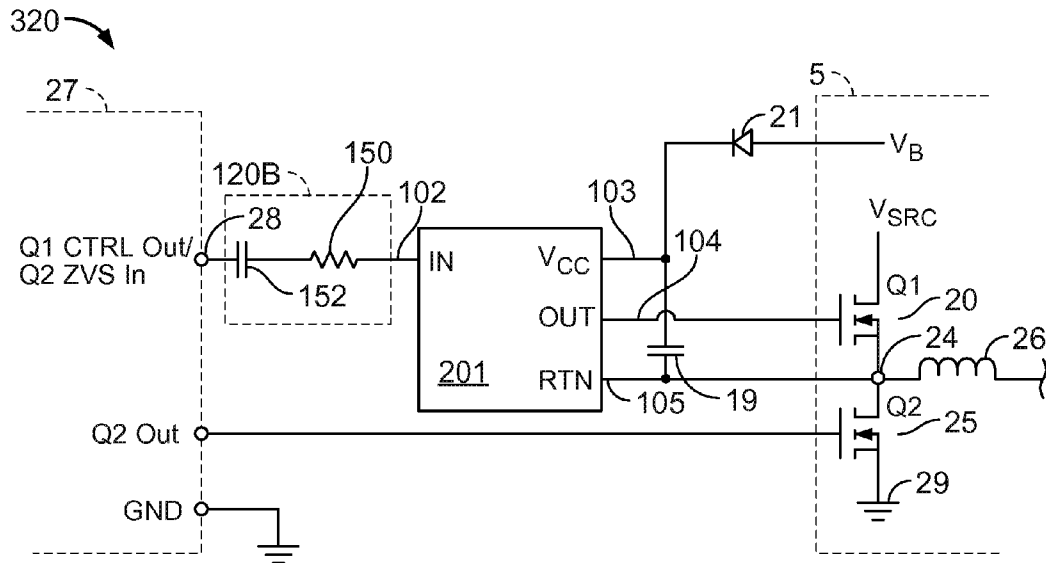 320
27
5
21
V_B
120B
150
102
103
V_SRC
28
104
Q1 CTRL Out/
Q2 ZVS In
IN
V_CC
Q1
152
OUT
20
24
26
201
RTN
105
19
Q2
Q2 Out
25
29
GND